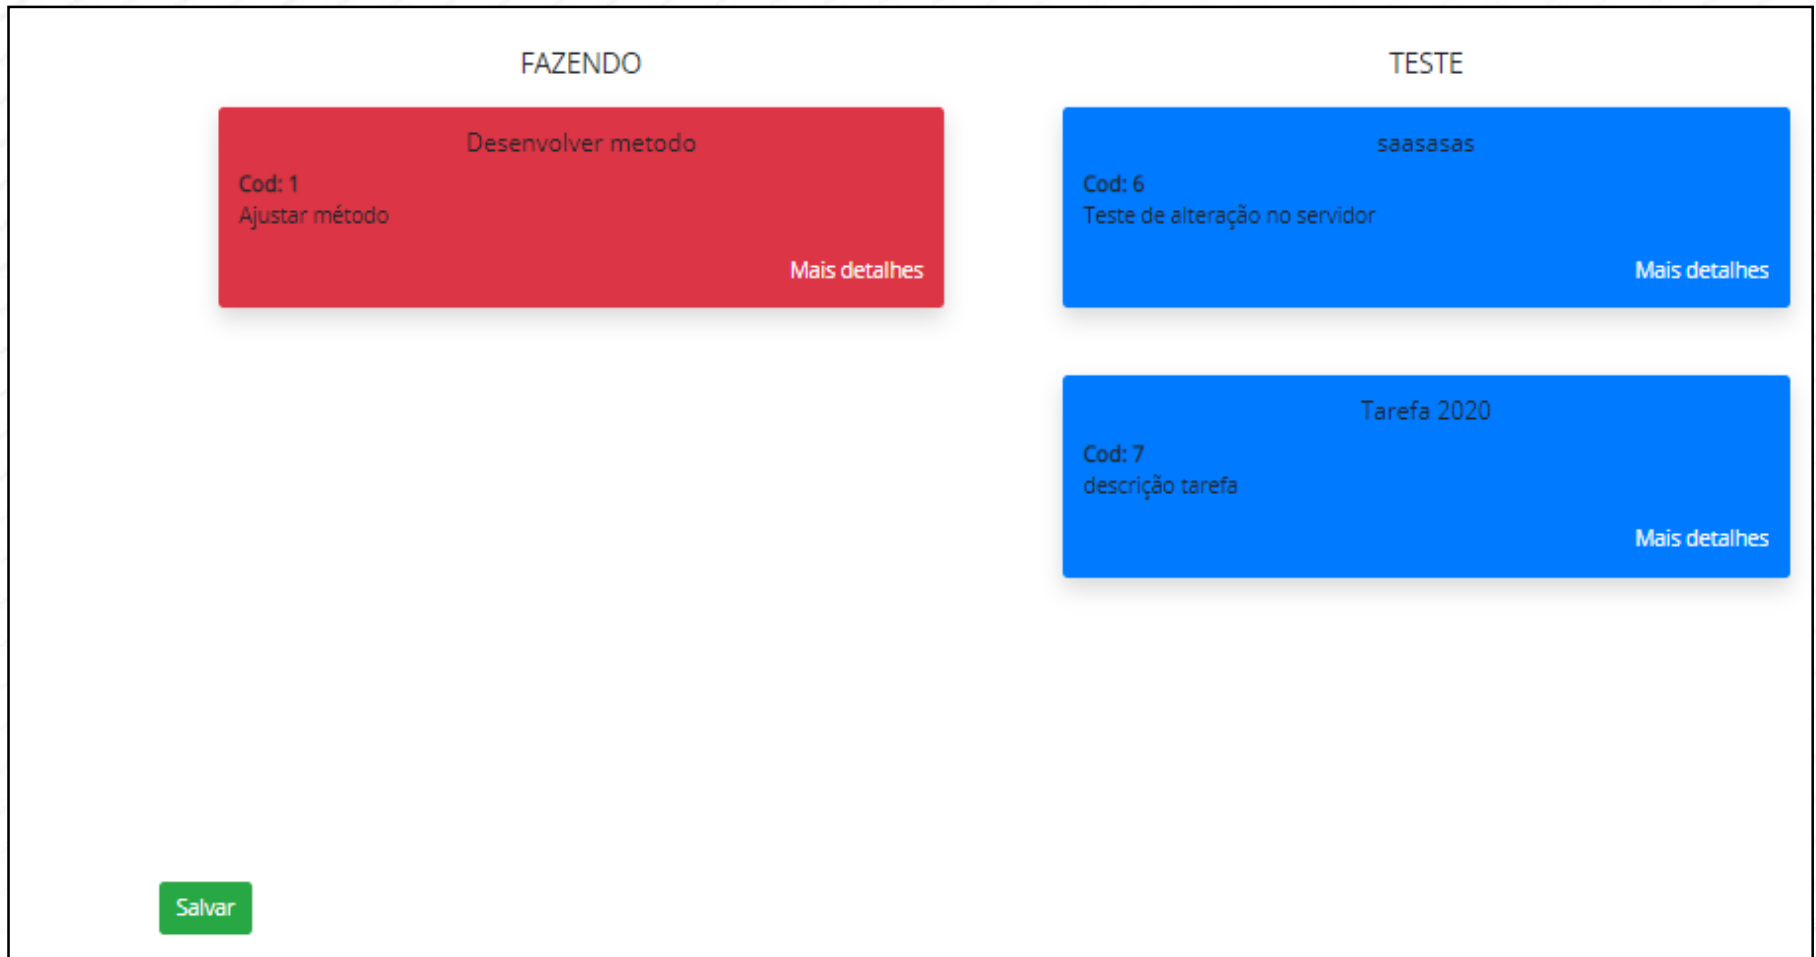 FAZENDO
Desenvolver metodo
Cod: 1
Ajustar método
Mais detalhes
TESTE
saasasas
Cod: 6
Teste de alteração no servidor
Mais detalhes
Tarefa 2020
Cod: 7
descrição tarefa
Mais detalhes
Salvar